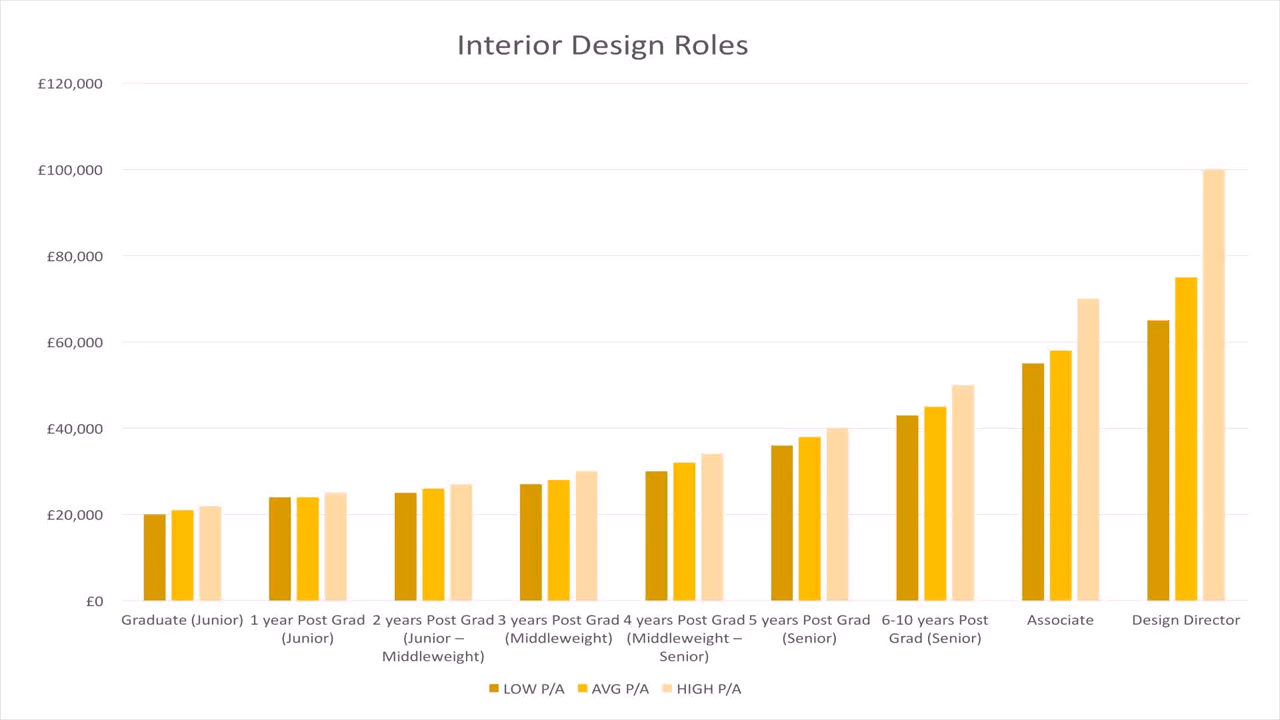 Interior Design Roles
£120,000
£100,000
£80,000
£60,000
£40,000
£20,000
£0
Graduate (Junior)
1 year Post Grad
(Junior)
2 years Post Grad
(Junior –
Middleweight)
3 years Post Grad
(Middleweight)
4 years Post Grad
(Middleweight –
Senior)
5 years Post Grad
(Senior)
6-10 years Post
Grad (Senior)
Associate
Design Director
LOW P/A
AVG P/A
HIGH P/A